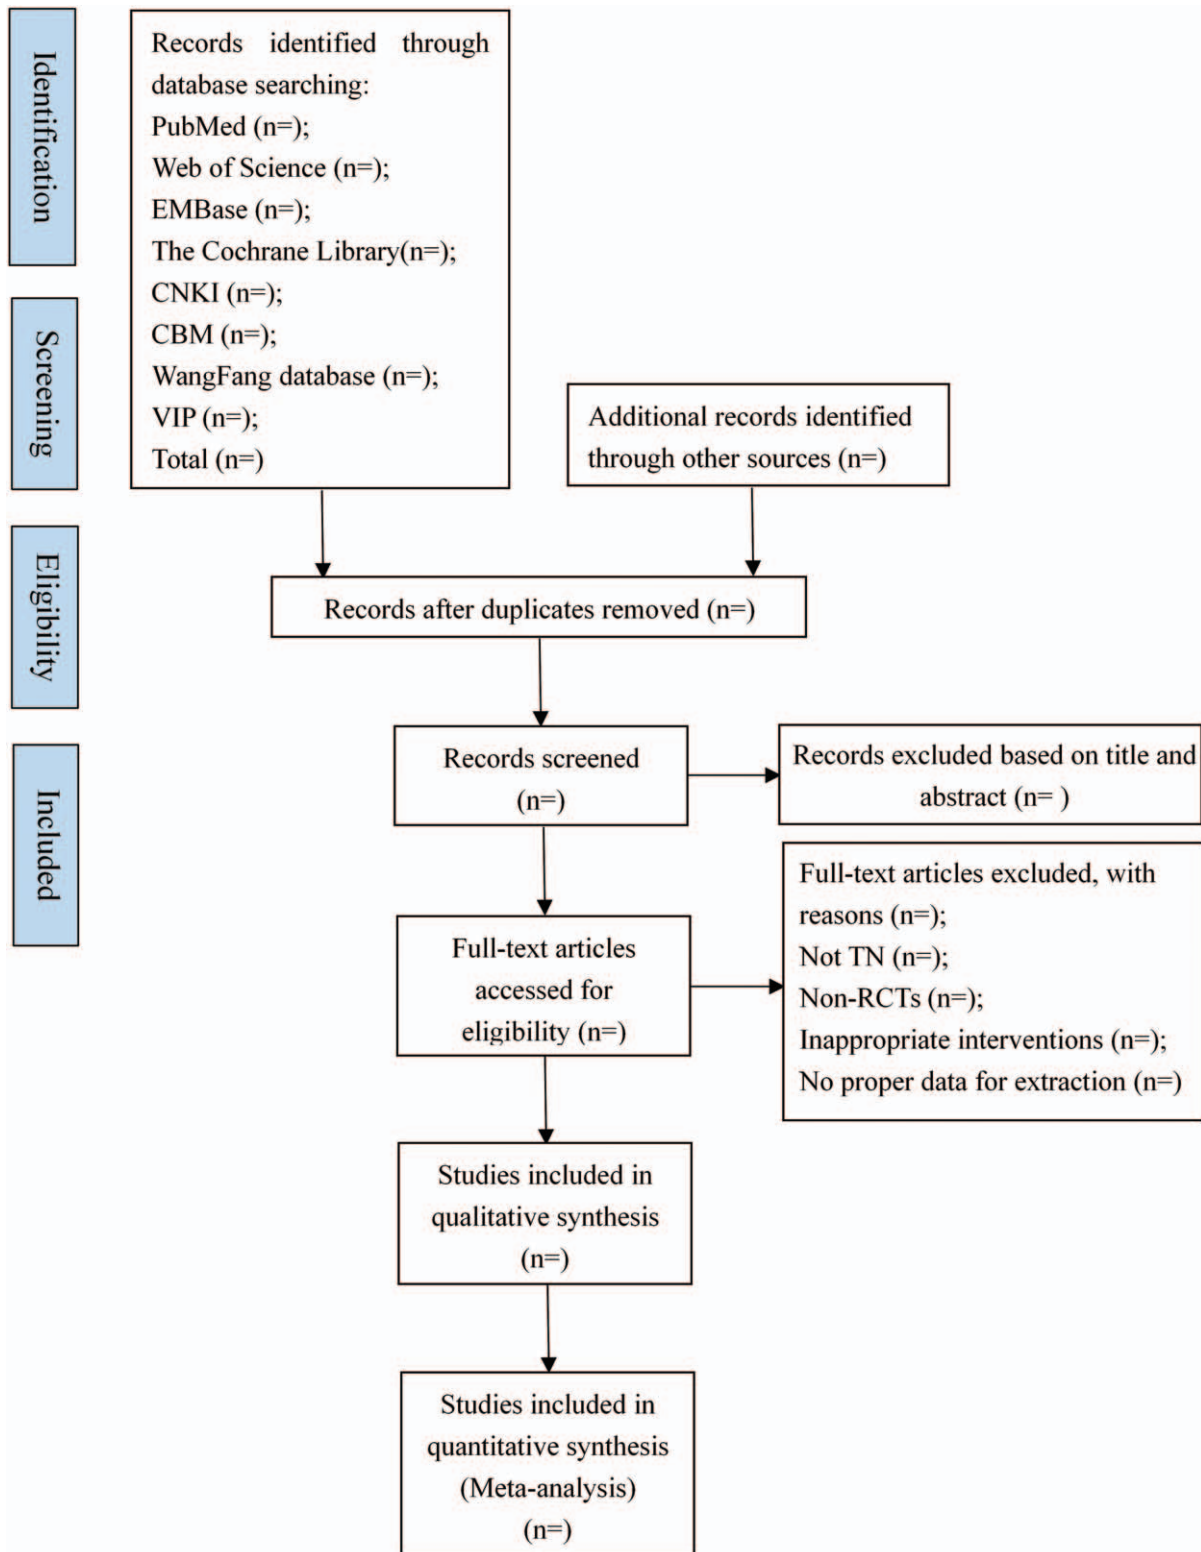 Identification
Screening
Eligibility
Included
Records identified through
database searching:
PubMed (n=);
Web of Science (n=);
EMBase (n=);
The Cochrane Library(n=);
CNKI (n=);
CBM (n=);
WangFang database (n=);
VIP (n=);
Total (n=)
Additional records identified
through other sources (n=)
Records after duplicates removed (n=)
Records screened
(n=)
Records excluded based on title and
abstract (n= )
Full-text articles
accessed for
eligibility (n=)
Full-text articles excluded, with
reasons (n=);
Not TN (n=);
Non-RCTs (n=);
Inappropriate interventions (n=);
No proper data for extraction (n=)
Studies included in
qualitative synthesis
(n=)
Studies included in
quantitative synthesis
(Meta-analysis)
(n=)